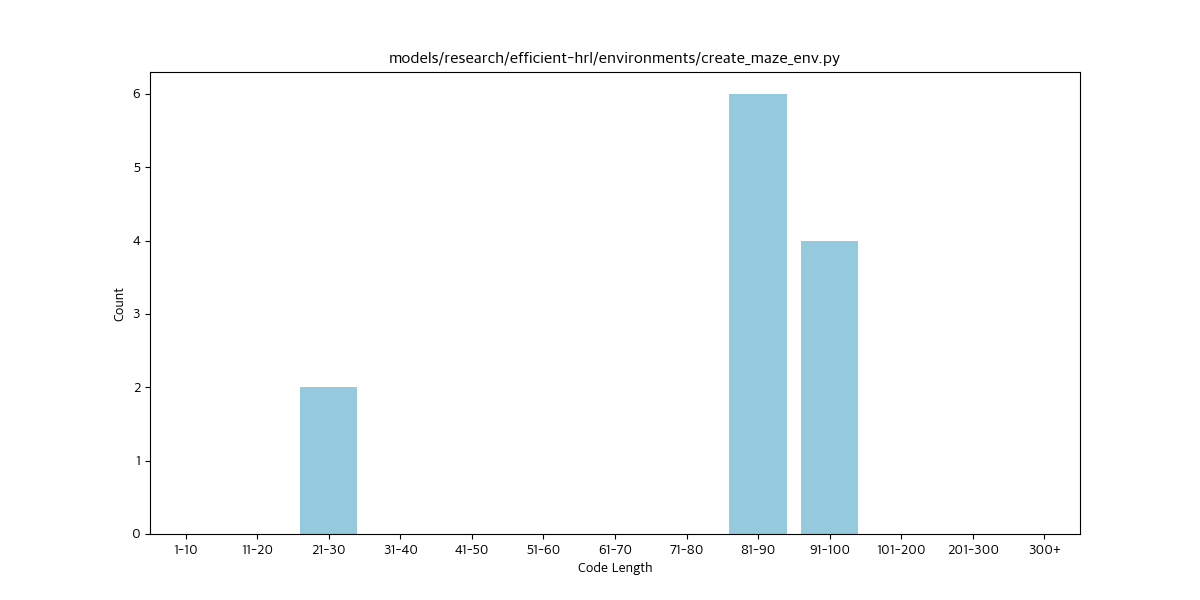 models/research/efficient-hrl/environments/create_maze_env.py
6
5
4
3
2
1
0
Count
1-10 11-20 21-30 31-40 41-50 51-60 61-70 71-80 81-90 91-100 101-200 201-300 300+
Code Length